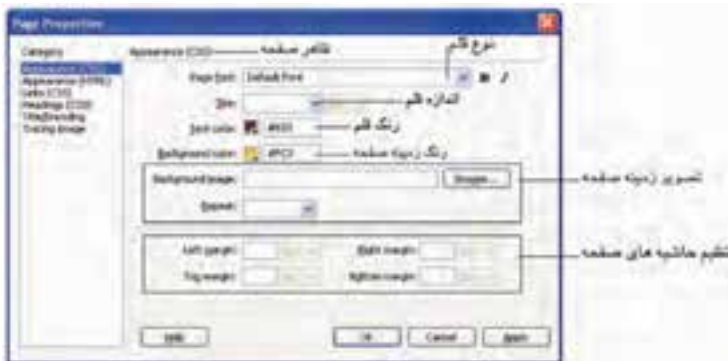 Page Properties
Category
Appearance (CSS)
Appearance (HTML)
Links (CSS)
Headings (CSS)
Title/Encoding
Tracing Image
Appearance (CSS) ظاهر صفحه
نوع قلم
Page font: Default Font B I
Size: اندازه قلم
Text color: رنگ قلم
Background color: رنگ زمینه صفحه
Background image: Browse... تصویر زمینه صفحه
Repeat:
Left margin: Right margin:
Top margin: Bottom margin:
تنظیم حاشیه های صفحه
Help OK Cancel Apply